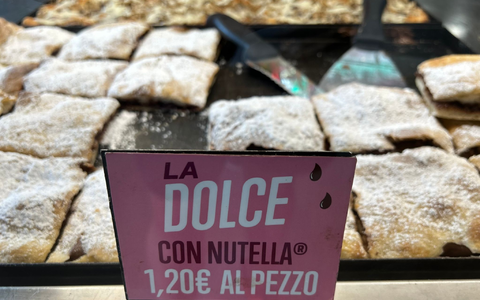 LA
DOLCE
CON NUTELLA®
1,20€ AL PEZZO